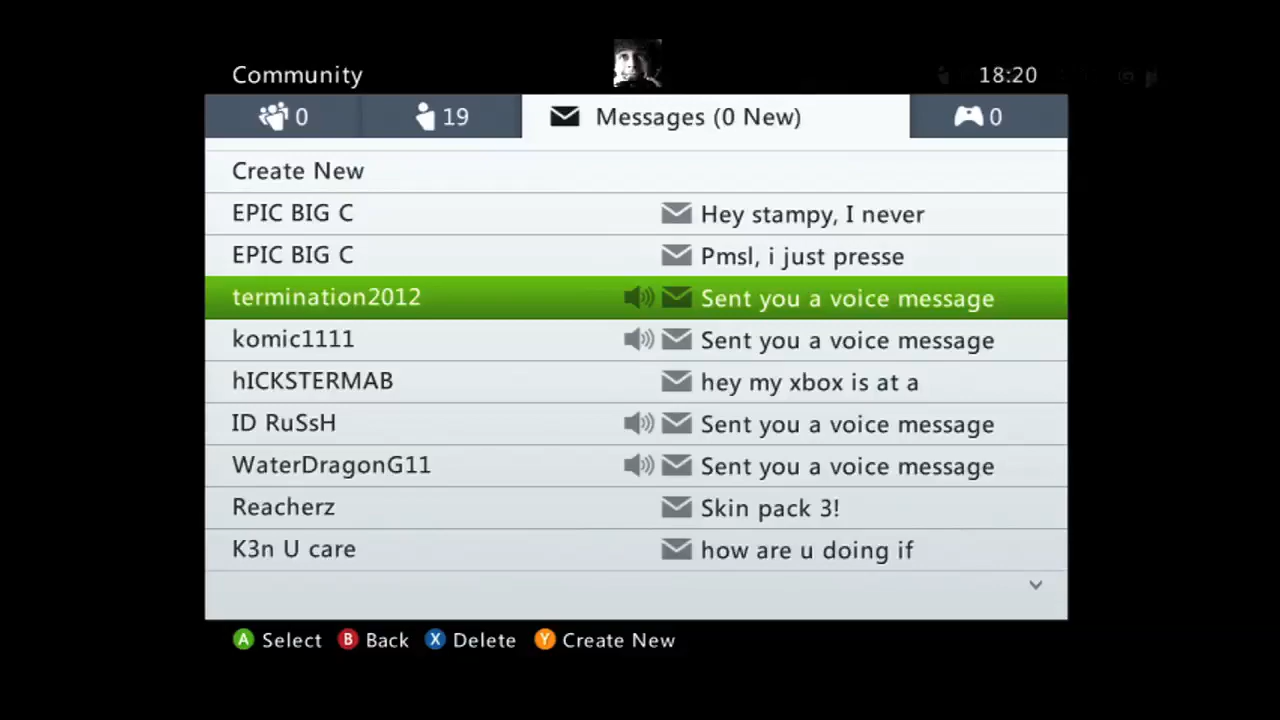 Community 18:20
0 19 Messages (0 New) 0
Create New
EPIC BIG C Hey stampy, I never
EPIC BIG C Pmsl, i just presse
termination2012 Sent you a voice message
komic1111 Sent you a voice message
hICKSTERMAB hey my xbox is at a
ID RuSsH Sent you a voice message
WaterDragonG11 Sent you a voice message
Reacherz Skin pack 3!
K3n U care how are u doing if
A Select B Back X Delete Y Create New